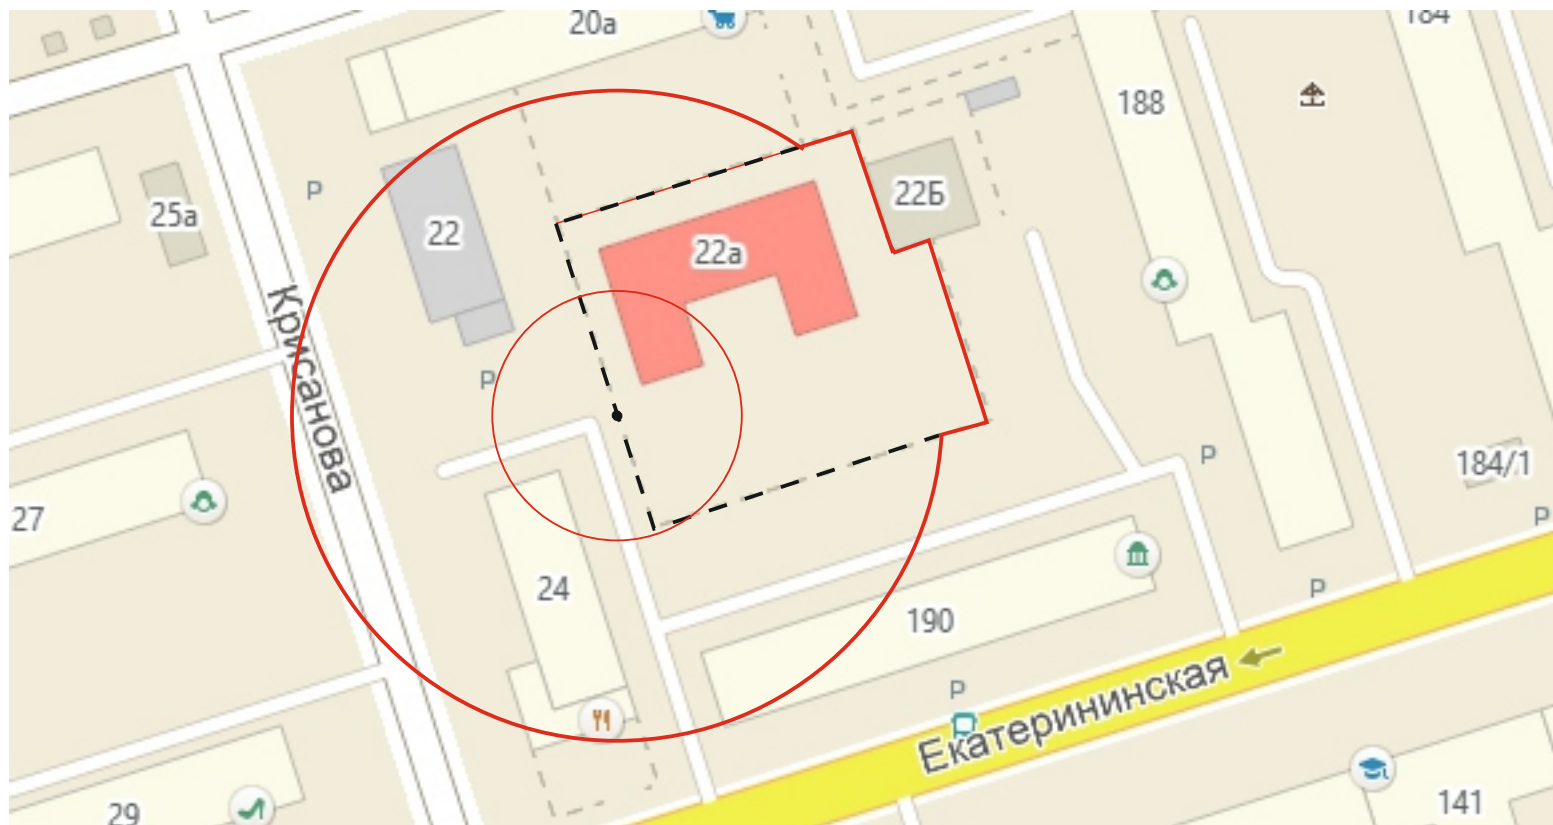 20а
184
188
P
22
25а
22Б
22а
P
Крисанова
P
184/1
27
P
24
P
190
P
Екатерининская
29
141